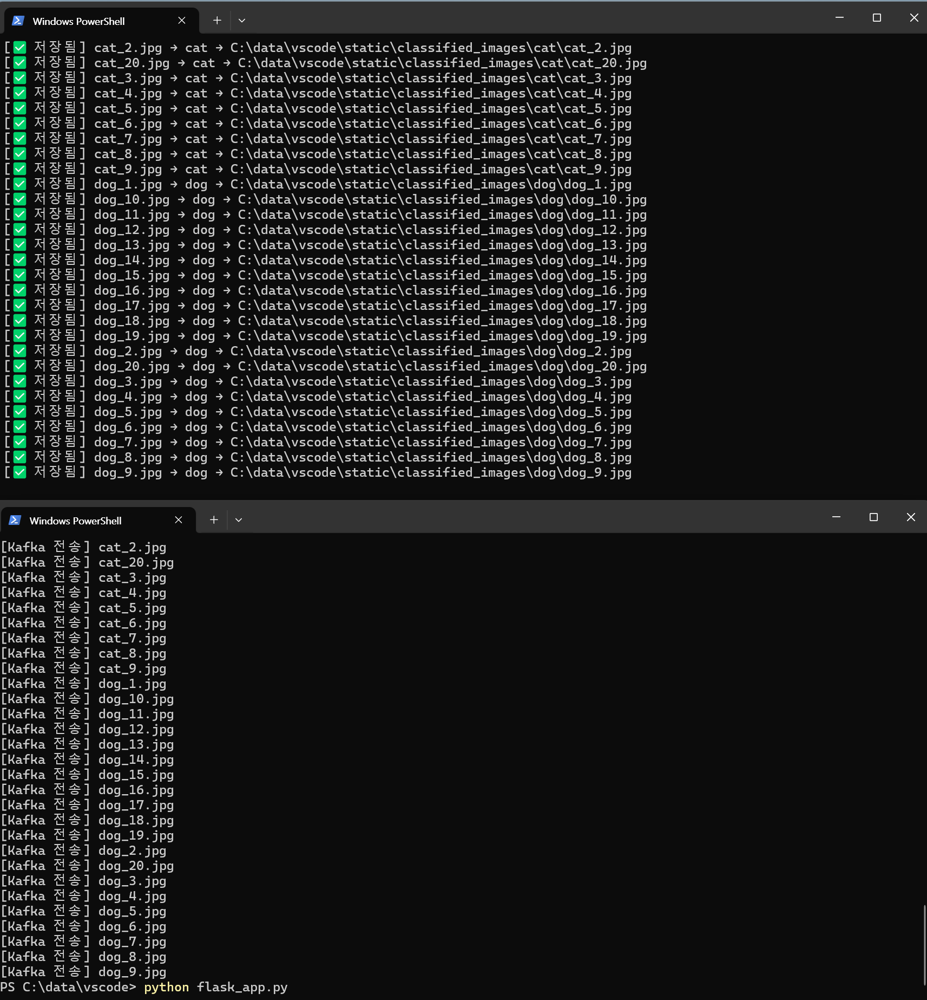 Windows PowerShell
[✅ 저장됨] cat_2.jpg → cat → C:\data\vscode\static\classified_images\cat\cat_2.jpg
[✅ 저장됨] cat_20.jpg → cat → C:\data\vscode\static\classified_images\cat\cat_20.jpg
[✅ 저장됨] cat_3.jpg → cat → C:\data\vscode\static\classified_images\cat\cat_3.jpg
[✅ 저장됨] cat_4.jpg → cat → C:\data\vscode\static\classified_images\cat\cat_4.jpg
[✅ 저장됨] cat_5.jpg → cat → C:\data\vscode\static\classified_images\cat\cat_5.jpg
[✅ 저장됨] cat_6.jpg → cat → C:\data\vscode\static\classified_images\cat\cat_6.jpg
[✅ 저장됨] cat_7.jpg → cat → C:\data\vscode\static\classified_images\cat\cat_7.jpg
[✅ 저장됨] cat_8.jpg → cat → C:\data\vscode\static\classified_images\cat\cat_8.jpg
[✅ 저장됨] cat_9.jpg → cat → C:\data\vscode\static\classified_images\cat\cat_9.jpg
[✅ 저장됨] dog_1.jpg → dog → C:\data\vscode\static\classified_images\dog\dog_1.jpg
[✅ 저장됨] dog_10.jpg → dog → C:\data\vscode\static\classified_images\dog\dog_10.jpg
[✅ 저장됨] dog_11.jpg → dog → C:\data\vscode\static\classified_images\dog\dog_11.jpg
[✅ 저장됨] dog_12.jpg → dog → C:\data\vscode\static\classified_images\dog\dog_12.jpg
[✅ 저장됨] dog_13.jpg → dog → C:\data\vscode\static\classified_images\dog\dog_13.jpg
[✅ 저장됨] dog_14.jpg → dog → C:\data\vscode\static\classified_images\dog\dog_14.jpg
[✅ 저장됨] dog_15.jpg → dog → C:\data\vscode\static\classified_images\dog\dog_15.jpg
[✅ 저장됨] dog_16.jpg → dog → C:\data\vscode\static\classified_images\dog\dog_16.jpg
[✅ 저장됨] dog_17.jpg → dog → C:\data\vscode\static\classified_images\dog\dog_17.jpg
[✅ 저장됨] dog_18.jpg → dog → C:\data\vscode\static\classified_images\dog\dog_18.jpg
[✅ 저장됨] dog_19.jpg → dog → C:\data\vscode\static\classified_images\dog\dog_19.jpg
[✅ 저장됨] dog_2.jpg → dog → C:\data\vscode\static\classified_images\dog\dog_2.jpg
[✅ 저장됨] dog_20.jpg → dog → C:\data\vscode\static\classified_images\dog\dog_20.jpg
[✅ 저장됨] dog_3.jpg → dog → C:\data\vscode\static\classified_images\dog\dog_3.jpg
[✅ 저장됨] dog_4.jpg → dog → C:\data\vscode\static\classified_images\dog\dog_4.jpg
[✅ 저장됨] dog_5.jpg → dog → C:\data\vscode\static\classified_images\dog\dog_5.jpg
[✅ 저장됨] dog_6.jpg → dog → C:\data\vscode\static\classified_images\dog\dog_6.jpg
[✅ 저장됨] dog_7.jpg → dog → C:\data\vscode\static\classified_images\dog\dog_7.jpg
[✅ 저장됨] dog_8.jpg → dog → C:\data\vscode\static\classified_images\dog\dog_8.jpg
[✅ 저장됨] dog_9.jpg → dog → C:\data\vscode\static\classified_images\dog\dog_9.jpg
Windows PowerShell
[Kafka 전송] cat_2.jpg
[Kafka 전송] cat_20.jpg
[Kafka 전송] cat_3.jpg
[Kafka 전송] cat_4.jpg
[Kafka 전송] cat_5.jpg
[Kafka 전송] cat_6.jpg
[Kafka 전송] cat_7.jpg
[Kafka 전송] cat_8.jpg
[Kafka 전송] cat_9.jpg
[Kafka 전송] dog_1.jpg
[Kafka 전송] dog_10.jpg
[Kafka 전송] dog_11.jpg
[Kafka 전송] dog_12.jpg
[Kafka 전송] dog_13.jpg
[Kafka 전송] dog_14.jpg
[Kafka 전송] dog_15.jpg
[Kafka 전송] dog_16.jpg
[Kafka 전송] dog_17.jpg
[Kafka 전송] dog_18.jpg
[Kafka 전송] dog_19.jpg
[Kafka 전송] dog_2.jpg
[Kafka 전송] dog_20.jpg
[Kafka 전송] dog_3.jpg
[Kafka 전송] dog_4.jpg
[Kafka 전송] dog_5.jpg
[Kafka 전송] dog_6.jpg
[Kafka 전송] dog_7.jpg
[Kafka 전송] dog_8.jpg
[Kafka 전송] dog_9.jpg
PS C:\data\vscode> python flask_app.py